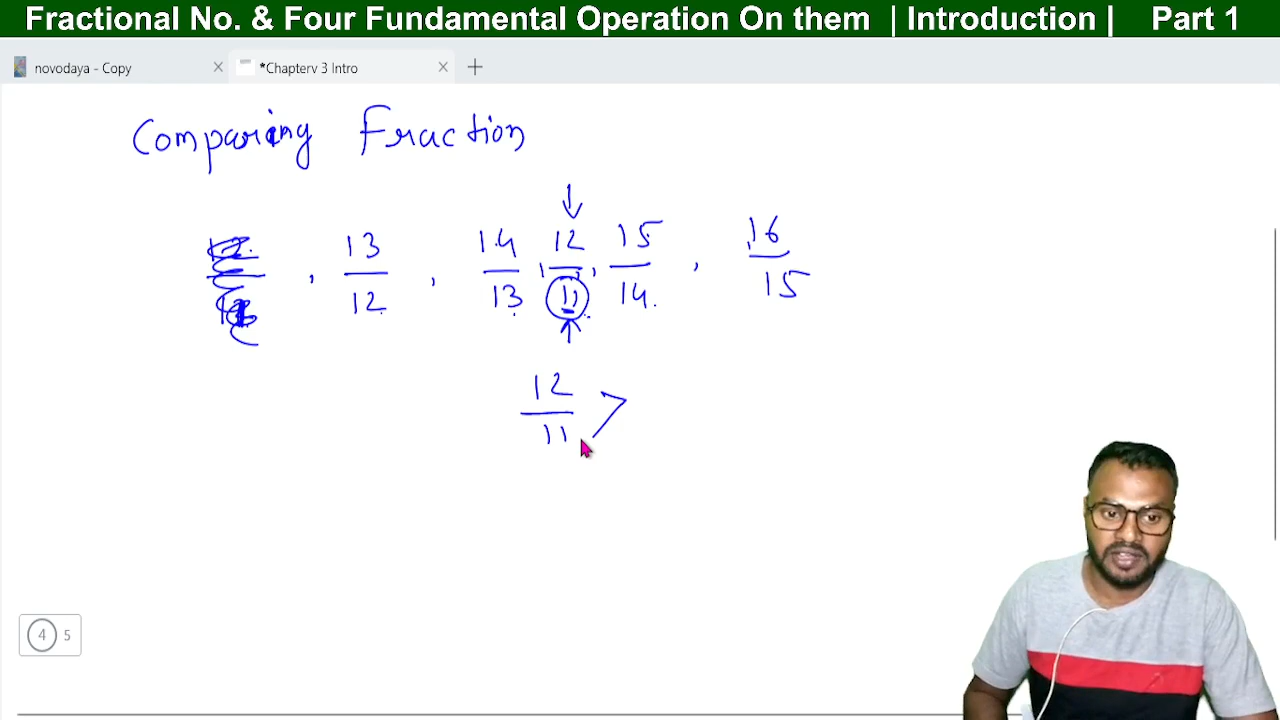 Fractional No. & Four Fundamental Operation On them | Introduction | Part 1
novodaya - Copy
*Chapterv 3 Intro
Comparing Fraction
, 13/12 , 14/13 , 12/11 , 15/14 , 16/15
12/11 >
4 5